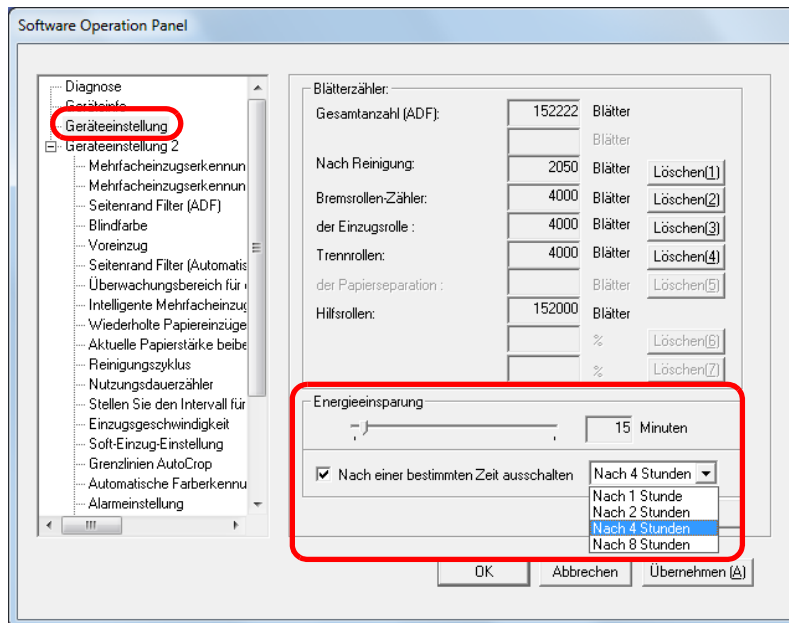 Software Operation Panel
Diagnose
Geräteinfo
Geräteeinstellung
Geräteeinstellung 2
Mehrfacheinzugserkennun
Mehrfacheinzugserkennun
Seitenrand Filter (ADF)
Blindfarbe
Voreinzug
Seitenrand Filter (Automatis
Überwachungsbereich für
Intelligente Mehrfacheinzug
Wiederholte Papiereinzüge
Aktuelle Papierstärke beibe
Reinigungszyklus
Nutzungsdauerzähler
Stellen Sie den Intervall für
Einzugsgeschwindigkeit
Soft-Einzug-Einstellung
Grenzlinien AutoCrop
Automatische Farberkennu
Alarmeinstellung
Blätterzähler:
Gesamtanzahl (ADF): 152222 Blätter
Blätter
Nach Reinigung: 2050 Blätter Löschen(1)
Bremsrollen-Zähler: 4000 Blätter Löschen(2)
der Einzugsrolle : 4000 Blätter Löschen(3)
Trennrollen: 4000 Blätter Löschen(4)
der Papierseparation : Blätter Löschen(5)
Hilfsrollen: 152000 Blätter
% Löschen(6)
% Löschen(7)
Energieeinsparung
15 Minuten
Nach einer bestimmten Zeit ausschalten Nach 4 Stunden
Nach 1 Stunde
Nach 2 Stunden
Nach 4 Stunden
Nach 8 Stunden
OK Abbrechen Übernehmen (A)